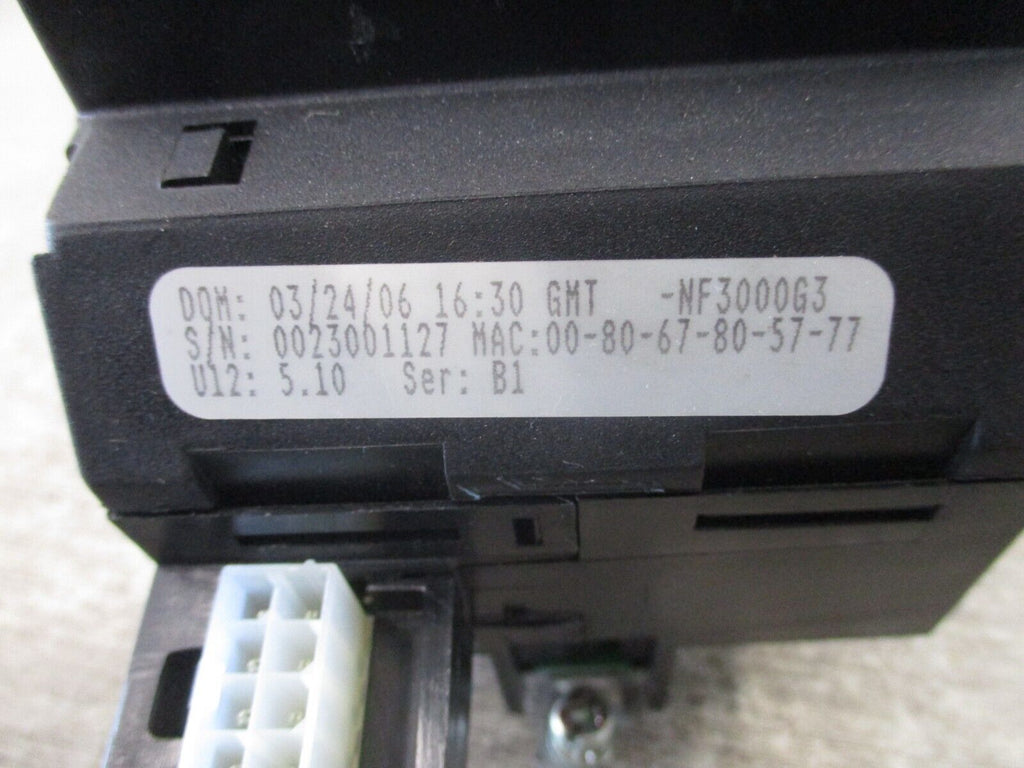 DOM: 03/24/06 16:30 GMT -NF3000G3
S/N: 0023001127 MAC:00-80-67-80-57-77
U12: 5.10 Ser: B1